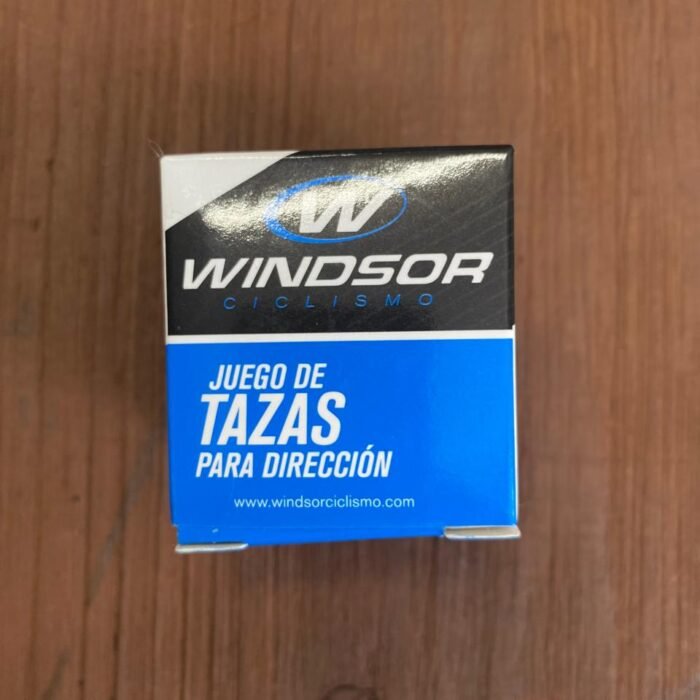 W
WINDSOR
CICLISMO
JUEGO DE
TAZAS
PARA DIRECCIÓN
www.windsorciclismo.com